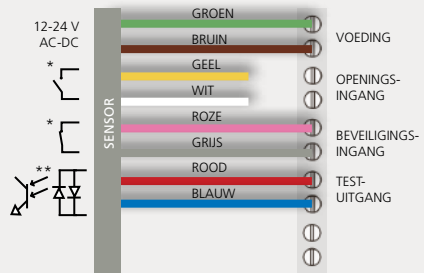 12-24 V
AC-DC
*
*
**
SENSOR
GROEN
BRUIN
GEEL
WIT
ROZE
GRIJS
ROOD
BLAUW
VOEDING
OPENINGS-
INGANG
BEVEILIGINGS-
INGANG
TEST-
UITGANG